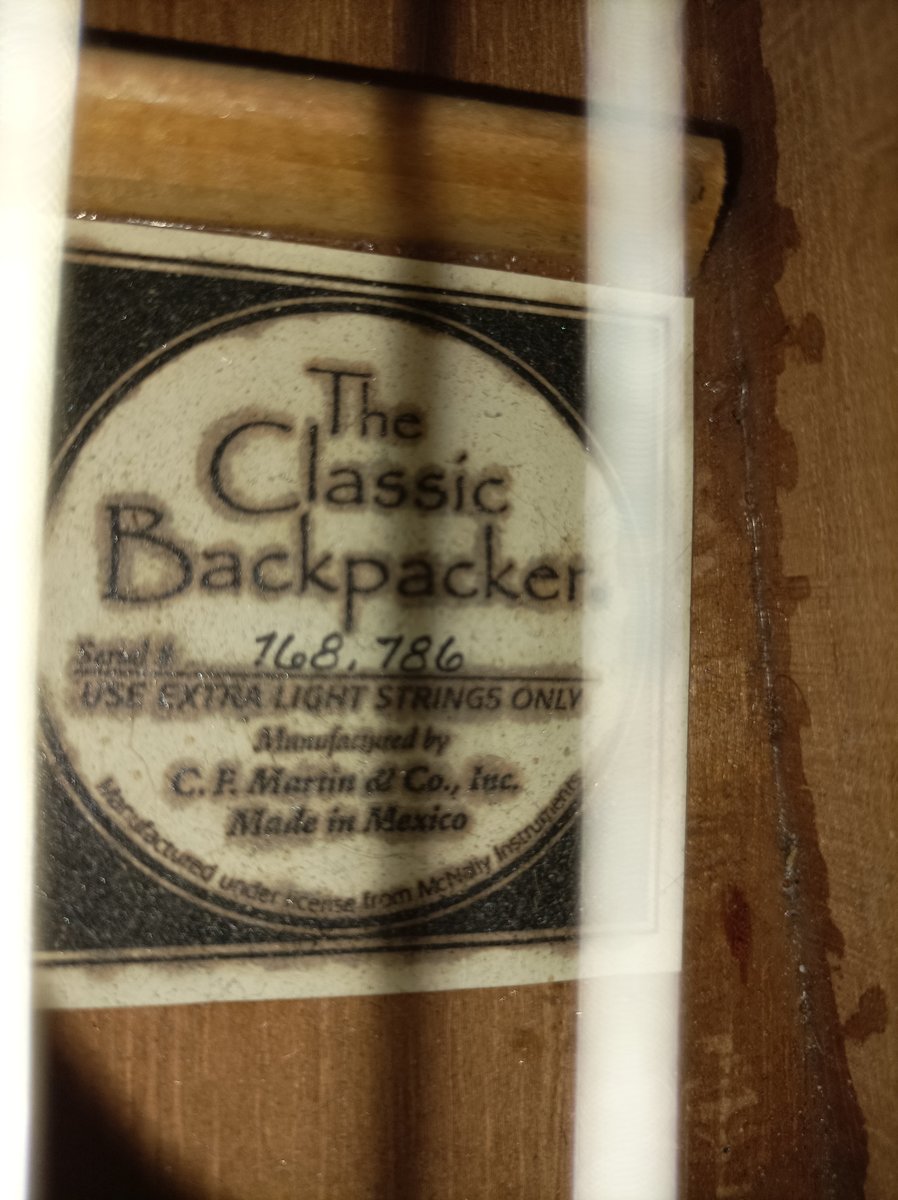 The
Classic
Backpacker.
Serial # 168,786
USE EXTRA LIGHT STRINGS ONLY
Manufactured by
C. F. Martin & Co., Inc.
Made in Mexico
Manufactured under license from McNally Instruments